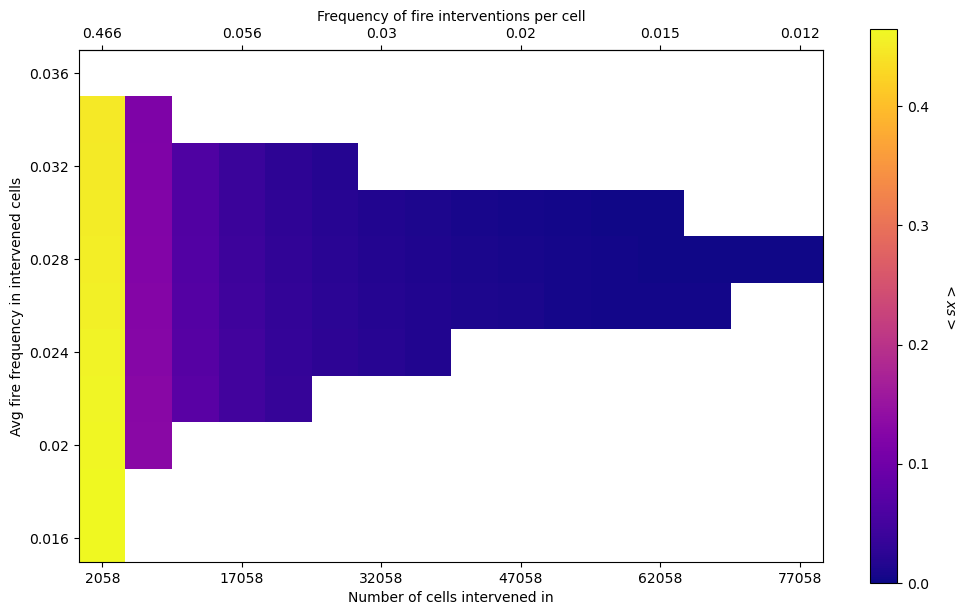 Frequency of fire interventions per cell
0.466 0.056 0.03 0.02 0.015 0.012
0.036
0.032
0.028
0.024
0.02
0.016
Avg fire frequency in intervened cells
2058 17058 32058 47058 62058 77058
Number of cells intervened in
0.4
0.3
0.2
0.1
0.0
< sx >